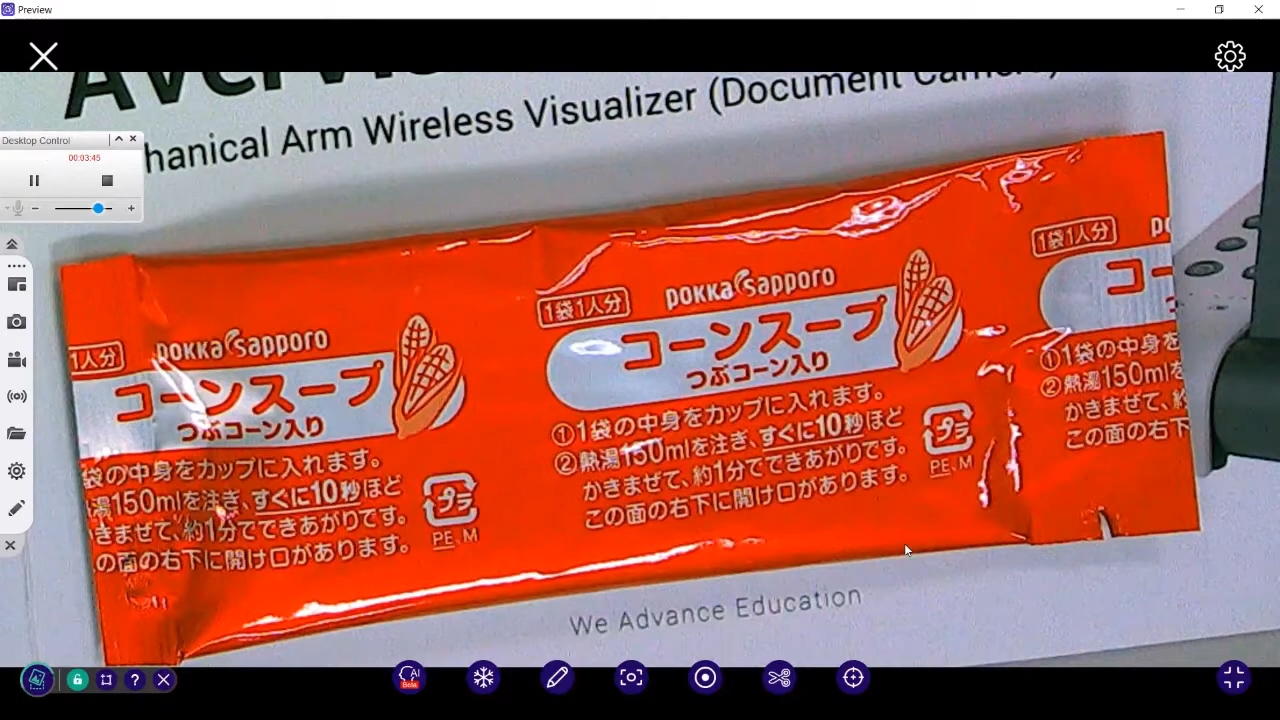 Preview
hanical Arm Wireless Visualizer (Document
Desktop Control
00:03:45
1人分
pokka sapporo
コーンスープ
つぶコーン入り
袋の中身をカップに入れます。
湯150mlを注ぎ、すぐに10秒ほど
かきまぜて、約1分でできあがりです。
の面の右下に開け口があります。
プラ
PE、M
1袋1人分
pokka sapporo
コーンスープ
つぶコーン入り
①1袋の中身をカップに入れます。
②熱湯150mlを注ぎ、すぐに10秒ほど
かきまぜて、約1分でできあがりです。
この面の右下に開け口があります。
プラ
PE、M
1袋1人分
po
コー
①1袋の中身を
②熱湯150mlを
かきまぜて、約
この面の右下
We Advance Education
AI
Beta